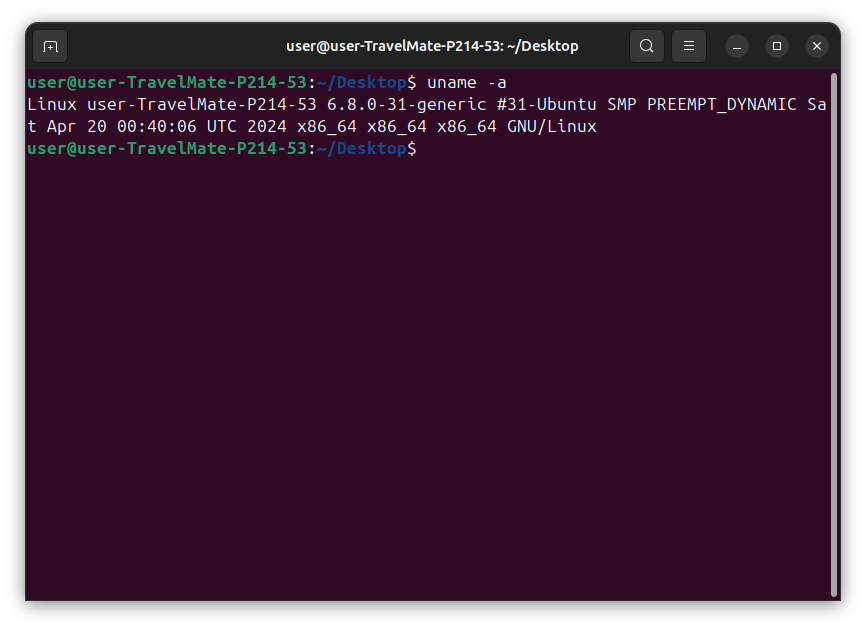 user@user-TravelMate-P214-53: ~/Desktop
user@user-TravelMate-P214-53:~/Desktop$ uname -a
Linux user-TravelMate-P214-53 6.8.0-31-generic #31-Ubuntu SMP PREEMPT_DYNAMIC Sa
t Apr 20 00:40:06 UTC 2024 x86_64 x86_64 x86_64 GNU/Linux
user@user-TravelMate-P214-53:~/Desktop$